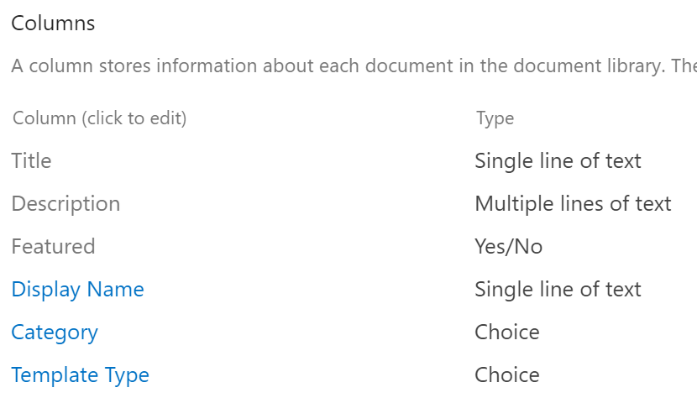 Columns
A column stores information about each document in the document library. The
Column (click to edit) Type
Title Single line of text
Description Multiple lines of text
Featured Yes/No
Display Name Single line of text
Category Choice
Template Type Choice